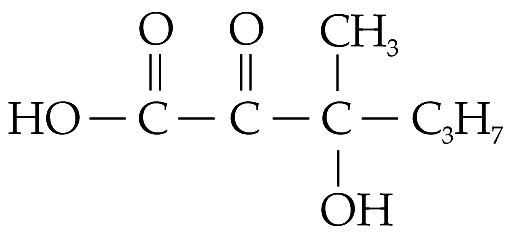 O O CH₃
HO — C — C — C — C₃H₇
OH